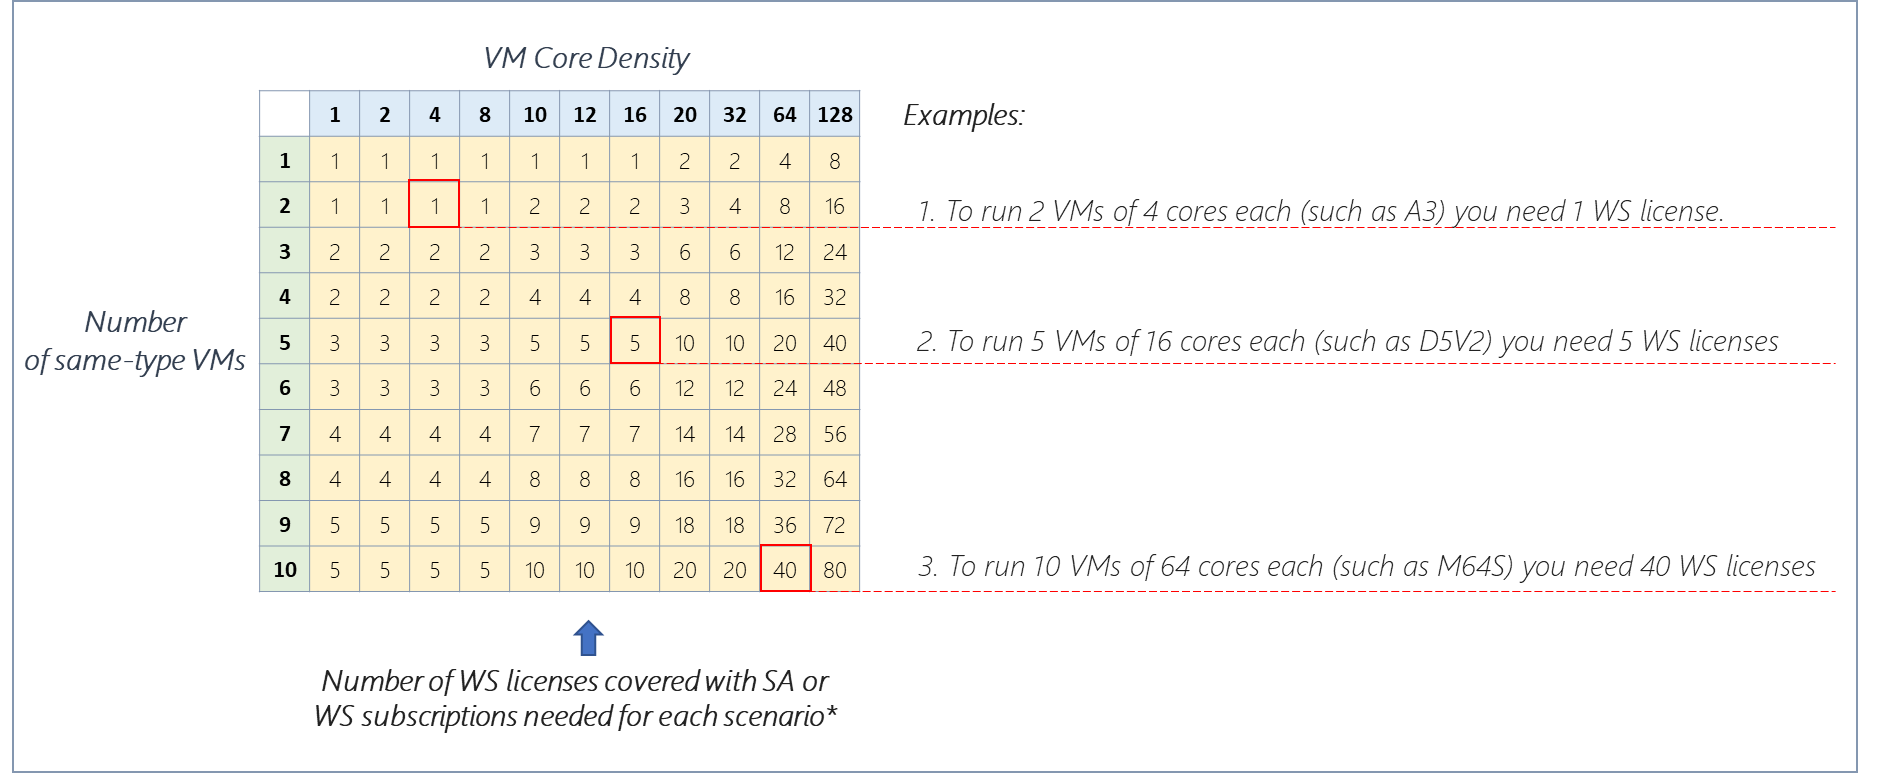 VM Core Density
1 2 4 8 10 12 16 20 32 64 128
Examples:
1 1 1 1 1 1 1 1 2 2 4 8
2 1 1 1 1 2 2 2 3 4 8 16
1. To run 2 VMs of 4 cores each (such as A3) you need 1 WS license.
3 2 2 2 2 3 3 3 6 6 12 24
4 2 2 2 2 4 4 4 8 8 16 32
Number
of same-type VMs
5 3 3 3 3 5 5 5 10 10 20 40
2. To run 5 VMs of 16 cores each (such as D5V2) you need 5 WS licenses
6 3 3 3 3 6 6 6 12 12 24 48
7 4 4 4 4 7 7 7 14 14 28 56
8 4 4 4 4 8 8 8 16 16 32 64
9 5 5 5 5 9 9 9 18 18 36 72
10 5 5 5 5 10 10 10 20 20 40 80
3. To run 10 VMs of 64 cores each (such as M64S) you need 40 WS licenses
Number of WS licenses covered with SA or
WS subscriptions needed for each scenario*